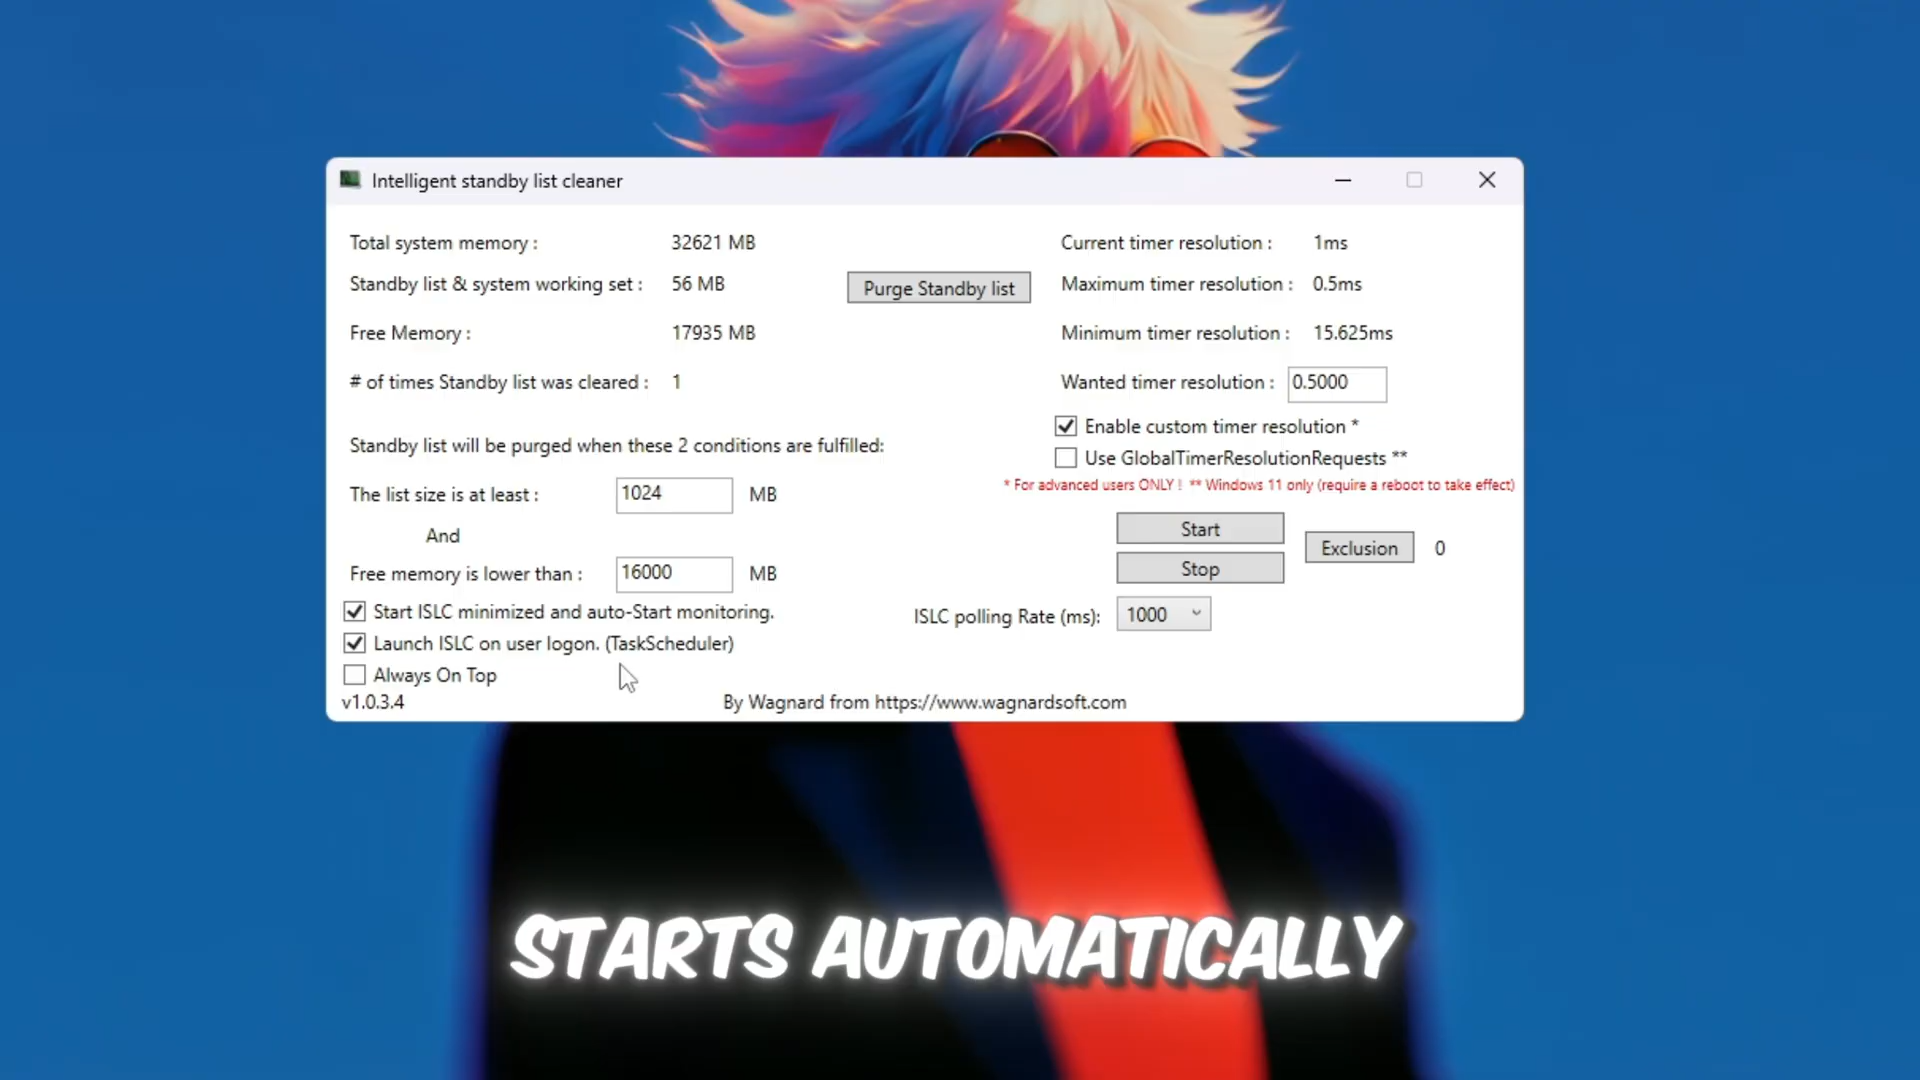 Intelligent standby list cleaner
Total system memory : 32621 MB
Standby list & system working set : 56 MB
Purge Standby list
Free Memory : 17935 MB
# of times Standby list was cleared : 1
Standby list will be purged when these 2 conditions are fulfilled:
The list size is at least : 1024 MB
And
Free memory is lower than : 16000 MB
Start ISLC minimized and auto-Start monitoring.
Launch ISLC on user logon. (TaskScheduler)
Always On Top
v1.0.3.4
Current timer resolution : 1ms
Maximum timer resolution : 0.5ms
Minimum timer resolution : 15.625ms
Wanted timer resolution : 0.5000
Enable custom timer resolution *
Use GlobalTimerResolutionRequests **
* For advanced users ONLY ! ** Windows 11 only (require a reboot to take effect)
Start
Stop
Exclusion 0
ISLC polling Rate (ms): 1000
By Wagnard from https://www.wagnardsoft.com
STARTS AUTOMATICALLY